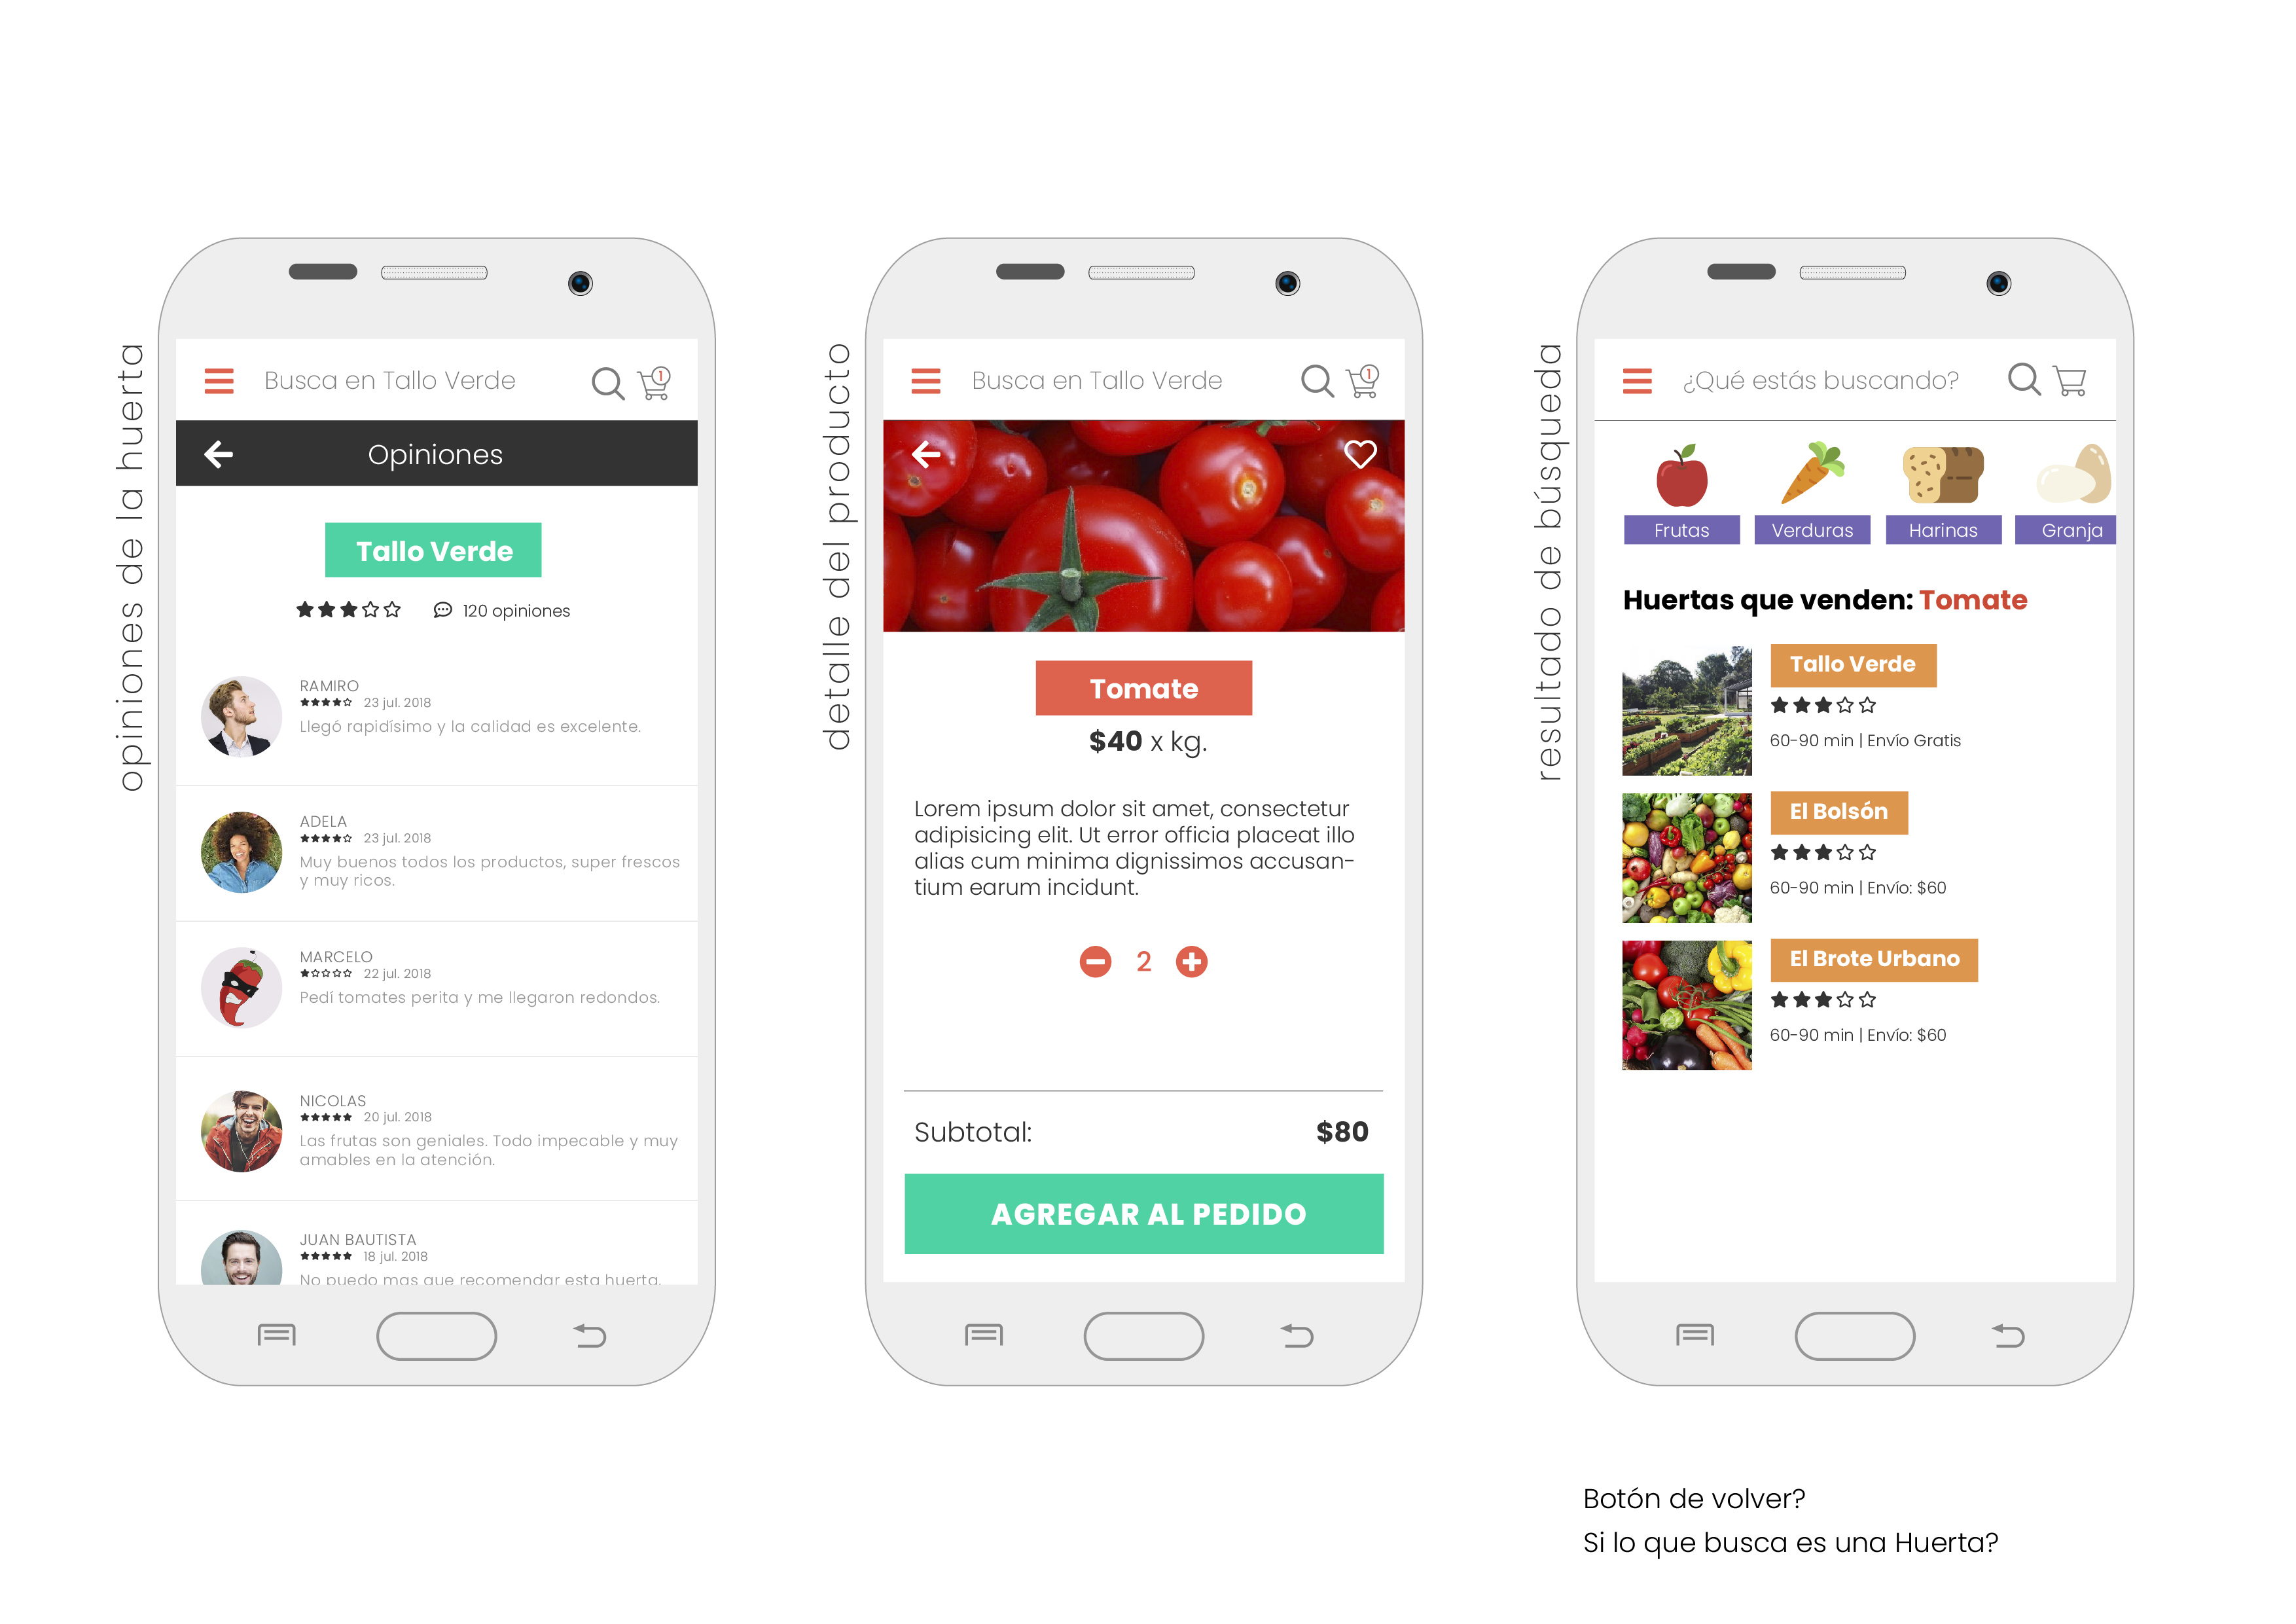 opiniones de la huerta
Busca en Tallo Verde
1
Opiniones
Tallo Verde
120 opiniones
RAMIRO
23 jul. 2018
Llegó rapidísimo y la calidad es excelente.
ADELA
23 jul. 2018
Muy buenos todos los productos, super frescos
y muy ricos.
MARCELO
22 jul. 2018
Pedí tomates perita y me llegaron redondos.
NICOLAS
20 jul. 2018
Las frutas son geniales. Todo impecable y muy
amables en la atención.
JUAN BAUTISTA
18 jul. 2018
No puedo mas que recomendar esta huerta.
detalle del producto
Busca en Tallo Verde
1
Tomate
$40 x kg.
Lorem ipsum dolor sit amet, consectetur
adipisicing elit. Ut error officia placeat illo
alias cum minima dignissimos accusan-
tium earum incidunt.
2
Subtotal: $80
AGREGAR AL PEDIDO
resultado de búsqueda
¿Qué estás buscando?
Frutas Verduras Harinas Granja
Huertas que venden: Tomate
Tallo Verde
60-90 min | Envío Gratis
El Bolsón
60-90 min | Envío: $60
El Brote Urbano
60-90 min | Envío: $60
Botón de volver?
Si lo que busca es una Huerta?